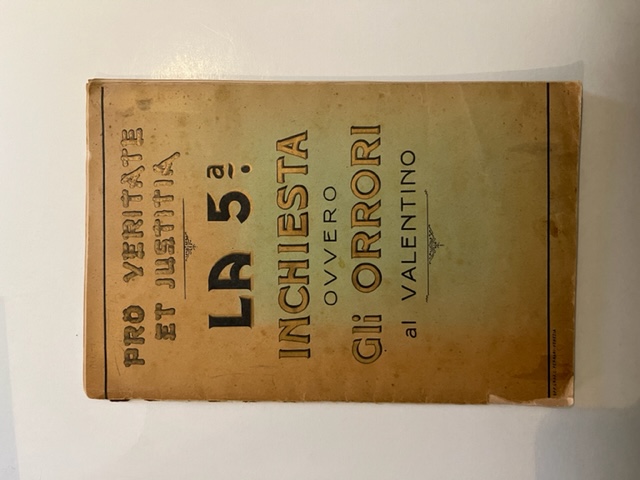 PRO VERITATE
ET JUSTITIA
LA 5ª.
INCHIESTA
OVVERO
Gli ORRORI
al VALENTINO